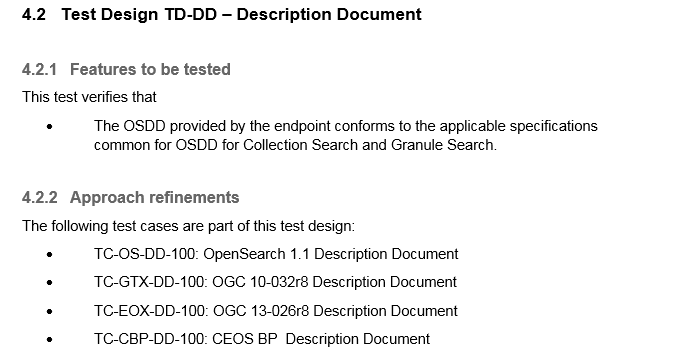 4.2 Test Design TD-DD – Description Document
4.2.1 Features to be tested
This test verifies that
• The OSDD provided by the endpoint conforms to the applicable specifications
common for OSDD for Collection Search and Granule Search.
4.2.2 Approach refinements
The following test cases are part of this test design:
• TC-OS-DD-100: OpenSearch 1.1 Description Document
• TC-GTX-DD-100: OGC 10-032r8 Description Document
• TC-EOX-DD-100: OGC 13-026r8 Description Document
• TC-CBP-DD-100: CEOS BP  Description Document